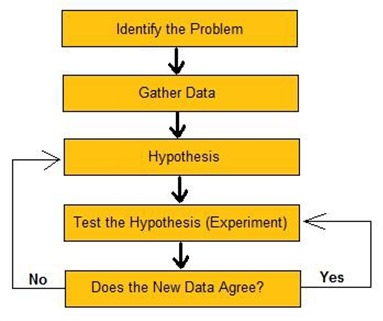 Identify the Problem
Gather Data
Hypothesis
Test the Hypothesis (Experiment)
No
Yes
Does the New Data Agree?